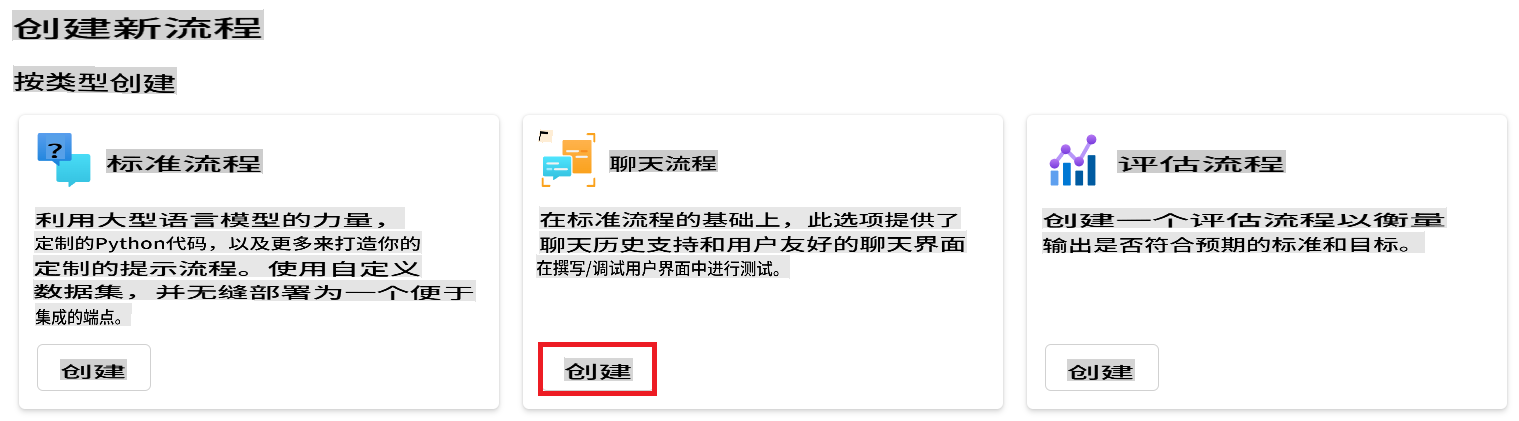 创建新流程
按类型创建
标准流程
利用大型语言模型的力量，
定制的Python代码，以及更多来打造你的
定制的提示流程。使用自定义
数据集，并无缝部署为一个便于
集成的端点。
创建
聊天流程
在标准流程的基础上，此选项提供了
聊天历史支持和用户友好的聊天界面
在撰写/调试用户界面中进行测试。
创建
评估流程
创建一个评估流程以衡量
输出是否符合预期的标准和目标。
创建